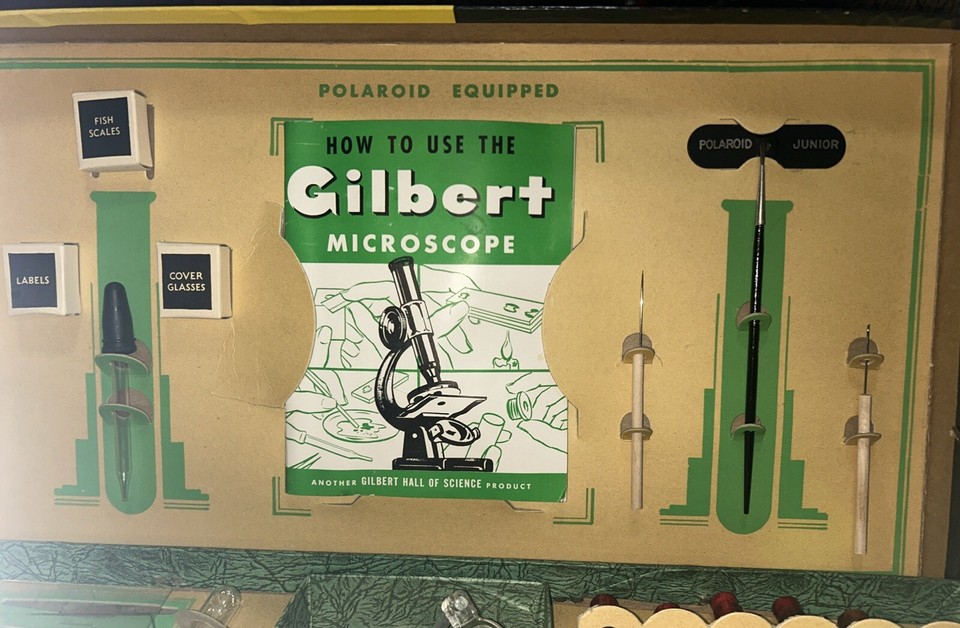 POLAROID EQUIPPED
FISH
SCALES
LABELS
COVER
GLASSES
HOW TO USE THE
Gilbert
MICROSCOPE
ANOTHER GILBERT HALL OF SCIENCE PRODUCT
POLAROID JUNIOR